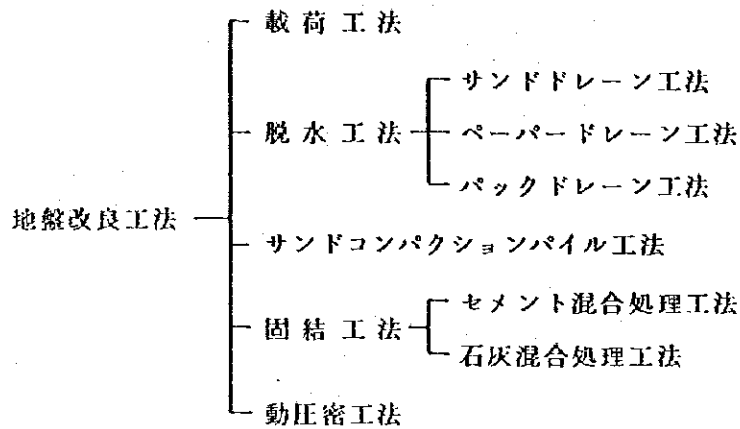 載荷工法
サンドドレーン工法
脱水工法
ペーパードレーン工法
パックドレーン工法
地盤改良工法
サンドコンパクションパイル工法
セメント混合処理工法
固結工法
石灰混合処理工法
動圧密工法